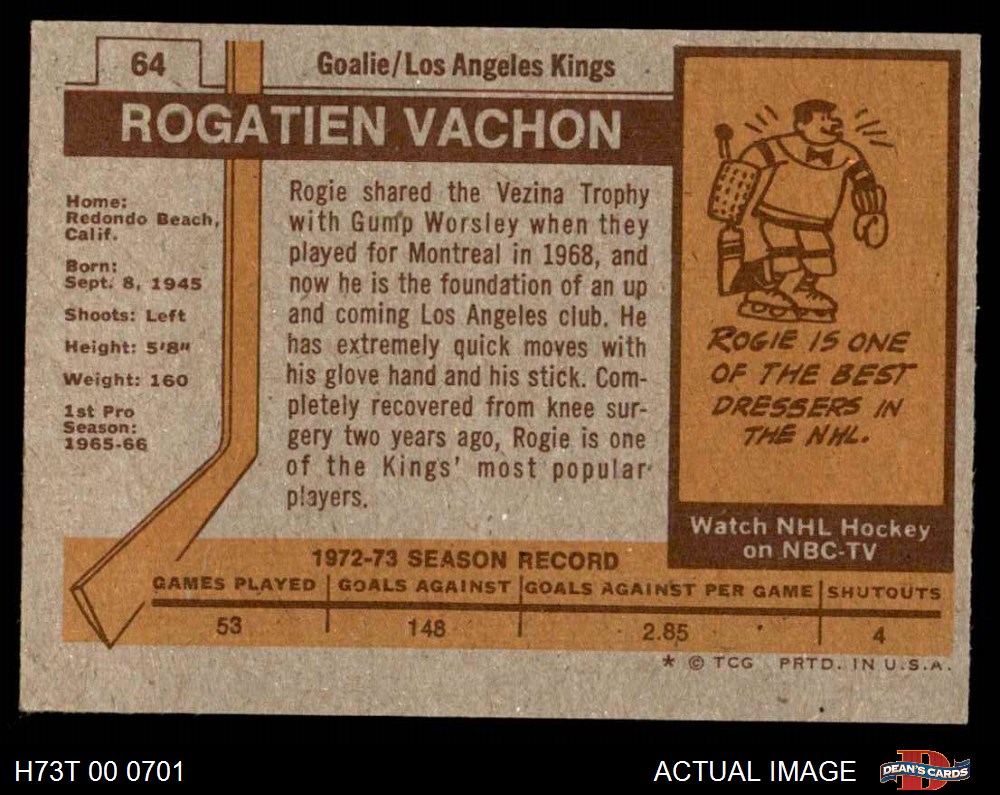 64
Goalie/Los Angeles Kings
ROGATIEN VACHON
Home:
Redondo Beach,
Calif.
Born:
Sept. 8, 1945
Shoots: Left
Height: 5'8"
Weight: 160
1st Pro
Season:
1965-66
Rogie shared the Vezina Trophy
with Gump Worsley when they
played for Montreal in 1968, and
now he is the foundation of an up
and coming Los Angeles club. He
has extremely quick moves with
his glove hand and his stick. Com-
pletely recovered from knee sur-
gery two years ago, Rogie is one
of the Kings' most popular
players.
ROGIE IS ONE
OF THE BEST
DRESSERS IN
THE NHL.
Watch NHL Hockey
on NBC-TV
1972-73 SEASON RECORD
GAMES PLAYED GOALS AGAINST GOALS AGAINST PER GAME SHUTOUTS
53 148 2.85 4
* © TCG PRTD. IN U.S.A.
H73T 00 0701
ACTUAL IMAGE
D
DEAN'S CARDS